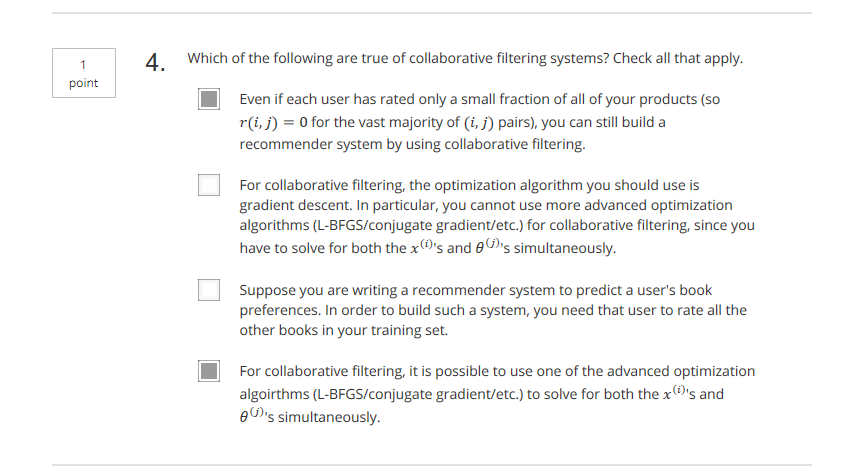 1
point
4.
Which of the following are true of collaborative filtering systems? Check all that apply.
Even if each user has rated only a small fraction of all of your products (so
r(i, j) = 0 for the vast majority of (i, j) pairs), you can still build a
recommender system by using collaborative filtering.
For collaborative filtering, the optimization algorithm you should use is
gradient descent. In particular, you cannot use more advanced optimization
algorithms (L-BFGS/conjugate gradient/etc.) for collaborative filtering, since you
have to solve for both the x^(i)'s and θ^(j)'s simultaneously.
Suppose you are writing a recommender system to predict a user's book
preferences. In order to build such a system, you need that user to rate all the
other books in your training set.
For collaborative filtering, it is possible to use one of the advanced optimization
algoirthms (L-BFGS/conjugate gradient/etc.) to solve for both the x^(i)'s and
θ^(j)'s simultaneously.